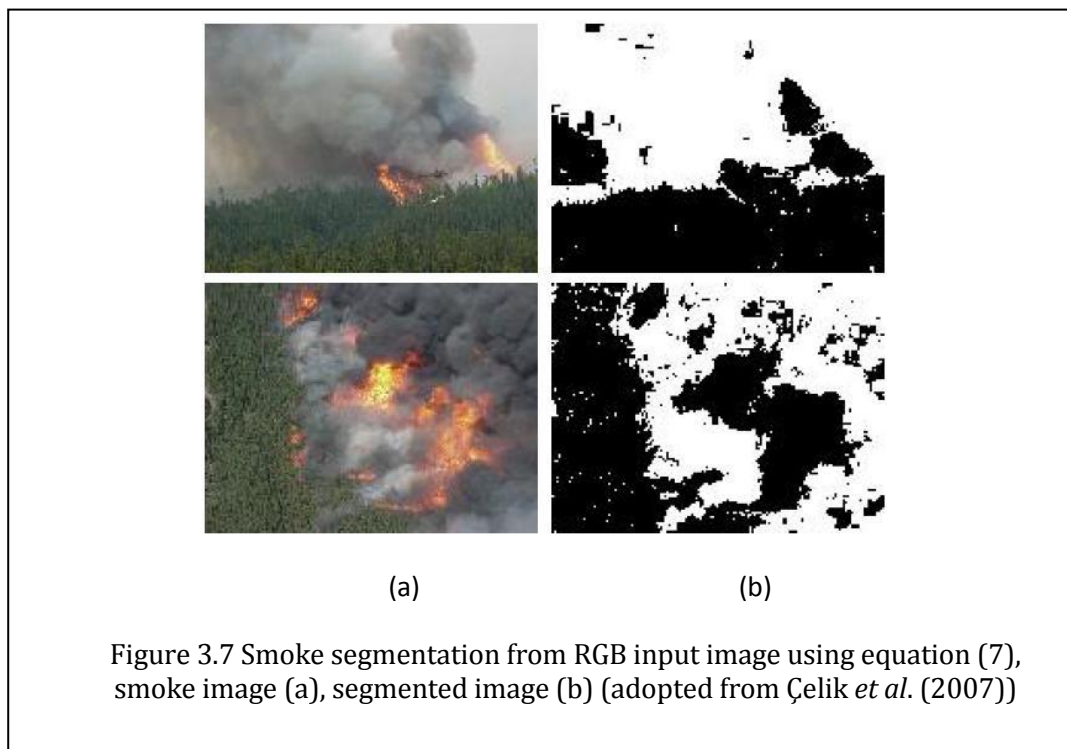 (a)
(b)
Figure 3.7 Smoke segmentation from RGB input image using equation (7),
smoke image (a), segmented image (b) (adopted from Çelik et al. (2007))